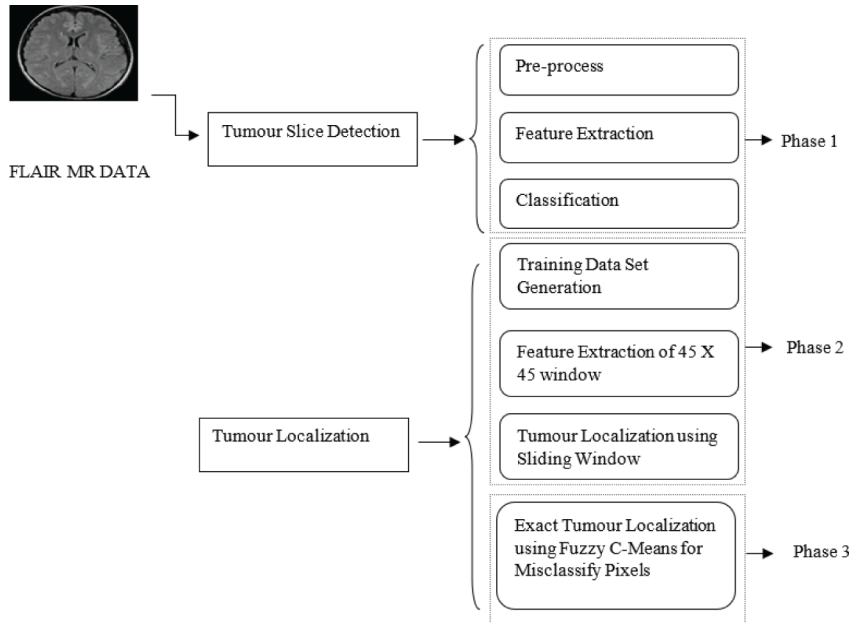 FLAIR MR DATA
Tumour Slice Detection
Pre-process
Feature Extraction
Classification
Phase 1
Tumour Localization
Training Data Set
Generation
Feature Extraction of 45 X
45 window
Tumour Localization using
Sliding Window
Phase 2
Exact Tumour Localization
using Fuzzy C-Means for
Misclassify Pixels
Phase 3